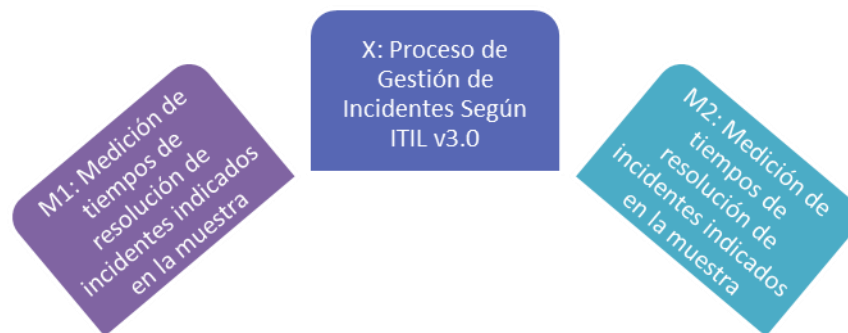 M1: Medición de
tiempos de
resolución de
incidentes indicados
en la muestra
X: Proceso de
Gestión de
Incidentes Según
ITIL v3.0
M2: Medición de
tiempos de
resolución de
incidentes indicados
en la muestra